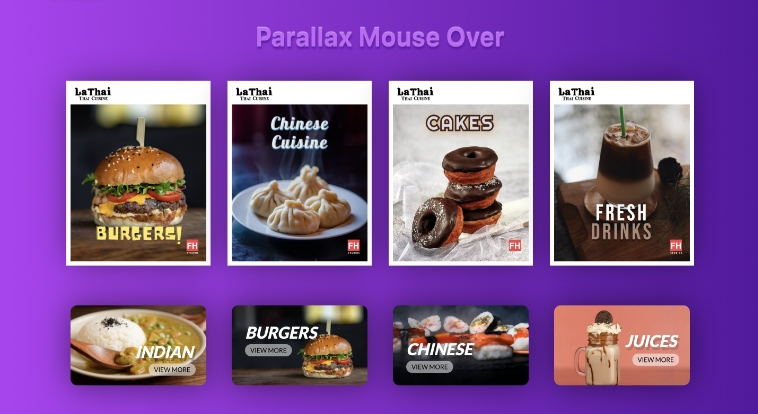 Parallax Mouse Over
LaThai
THAI CUISINE
BURGERS!
FH
LaThai
THAI CUISINE
Chinese
Cuisine
FH
LaThai
THAI CUISINE
CAKES
FH
LaThai
THAI CUISINE
FRESH
DRINKS
FH
INDIAN
VIEW MORE
BURGERS
VIEW MORE
CHINESE
VIEW MORE
JUICES
VIEW MORE